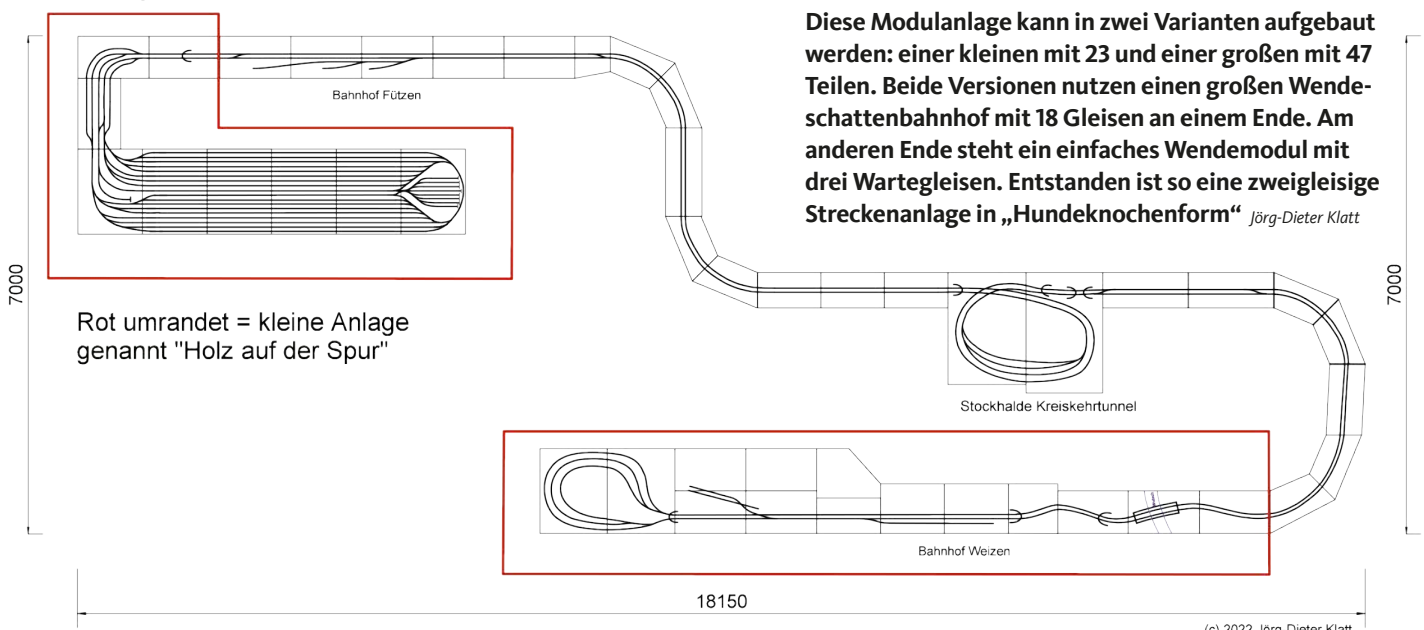 Diese Modulanlage kann in zwei Varianten aufgebaut
werden: einer kleinen mit 23 und einer großen mit 47
Teilen. Beide Versionen nutzen einen großen Wende-
schattenbahnhof mit 18 Gleisen an einem Ende. Am
anderen Ende steht ein einfaches Wendemodul mit
drei Wartegleisen. Entstanden ist so eine zweigleisige
Streckenanlage in „Hundeknochenform“ Jörg-Dieter Klatt
Bahnhof Fützen
7000
7000
Rot umrandet = kleine Anlage
genannt "Holz auf der Spur"
Stockhalde Kreiskehrtunnel
Bahnhof Weizen
18150
(c) 2022 Jörg-Dieter Klatt